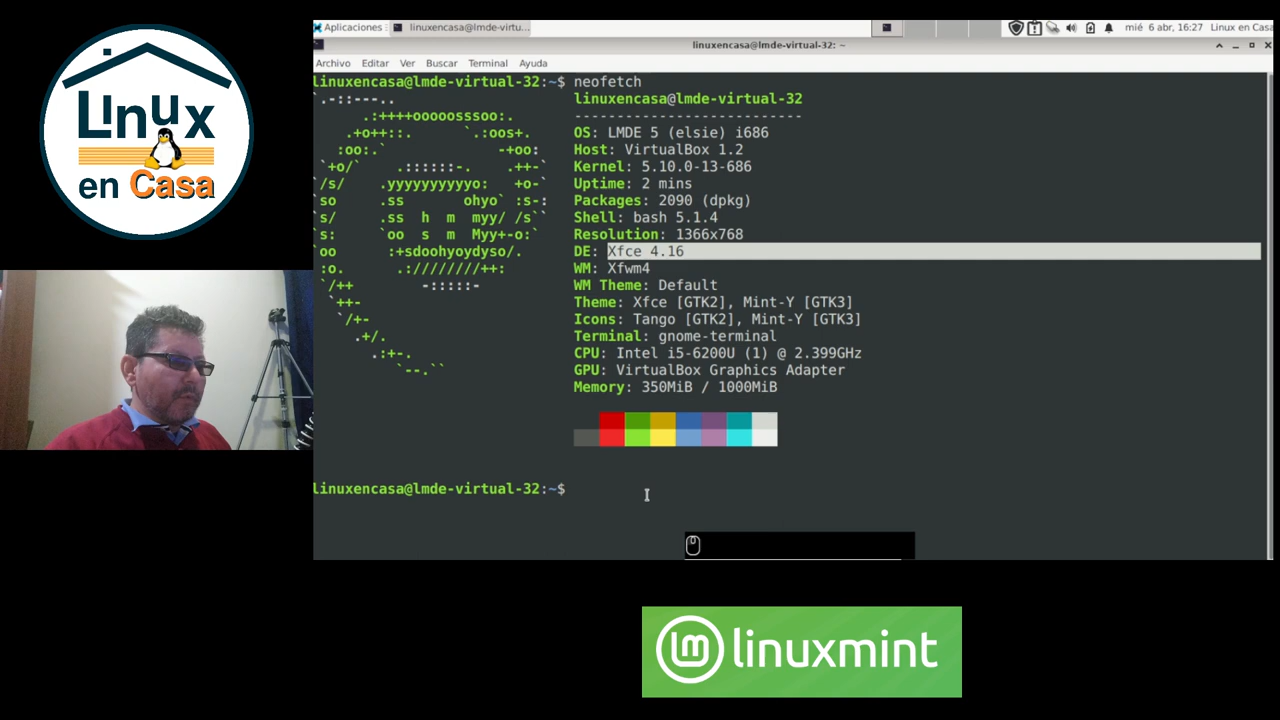 Linux
en Casa
Aplicaciones
linuxencasa@lmde-virtu...
mié 6 abr, 16:27
Linux en Casa
linuxencasa@lmde-virtual-32: ~
Archivo Editar Ver Buscar Terminal Ayuda
linuxencasa@lmde-virtual-32:~$ neofetch
linuxencasa@lmde-virtual-32
---------------------------
OS: LMDE 5 (elsie) i686
Host: VirtualBox 1.2
Kernel: 5.10.0-13-686
Uptime: 2 mins
Packages: 2090 (dpkg)
Shell: bash 5.1.4
Resolution: 1366x768
DE: Xfce 4.16
WM: Xfwm4
WM Theme: Default
Theme: Xfce [GTK2], Mint-Y [GTK3]
Icons: Tango [GTK2], Mint-Y [GTK3]
Terminal: gnome-terminal
CPU: Intel i5-6200U (1) @ 2.399GHz
GPU: VirtualBox Graphics Adapter
Memory: 350MiB / 1000MiB
linuxencasa@lmde-virtual-32:~$
lm linuxmint